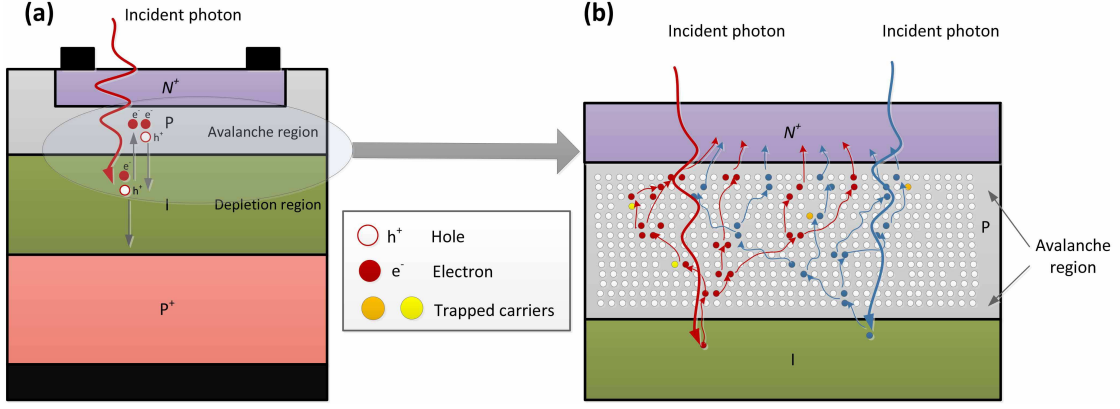 (a)
Incident photon
N+
e- e-
P
h+
Avalanche region
e-
h+
I
Depletion region
P+
h+ Hole
e- Electron
Trapped carriers
(b)
Incident photon
Incident photon
N+
P
Avalanche
region
I